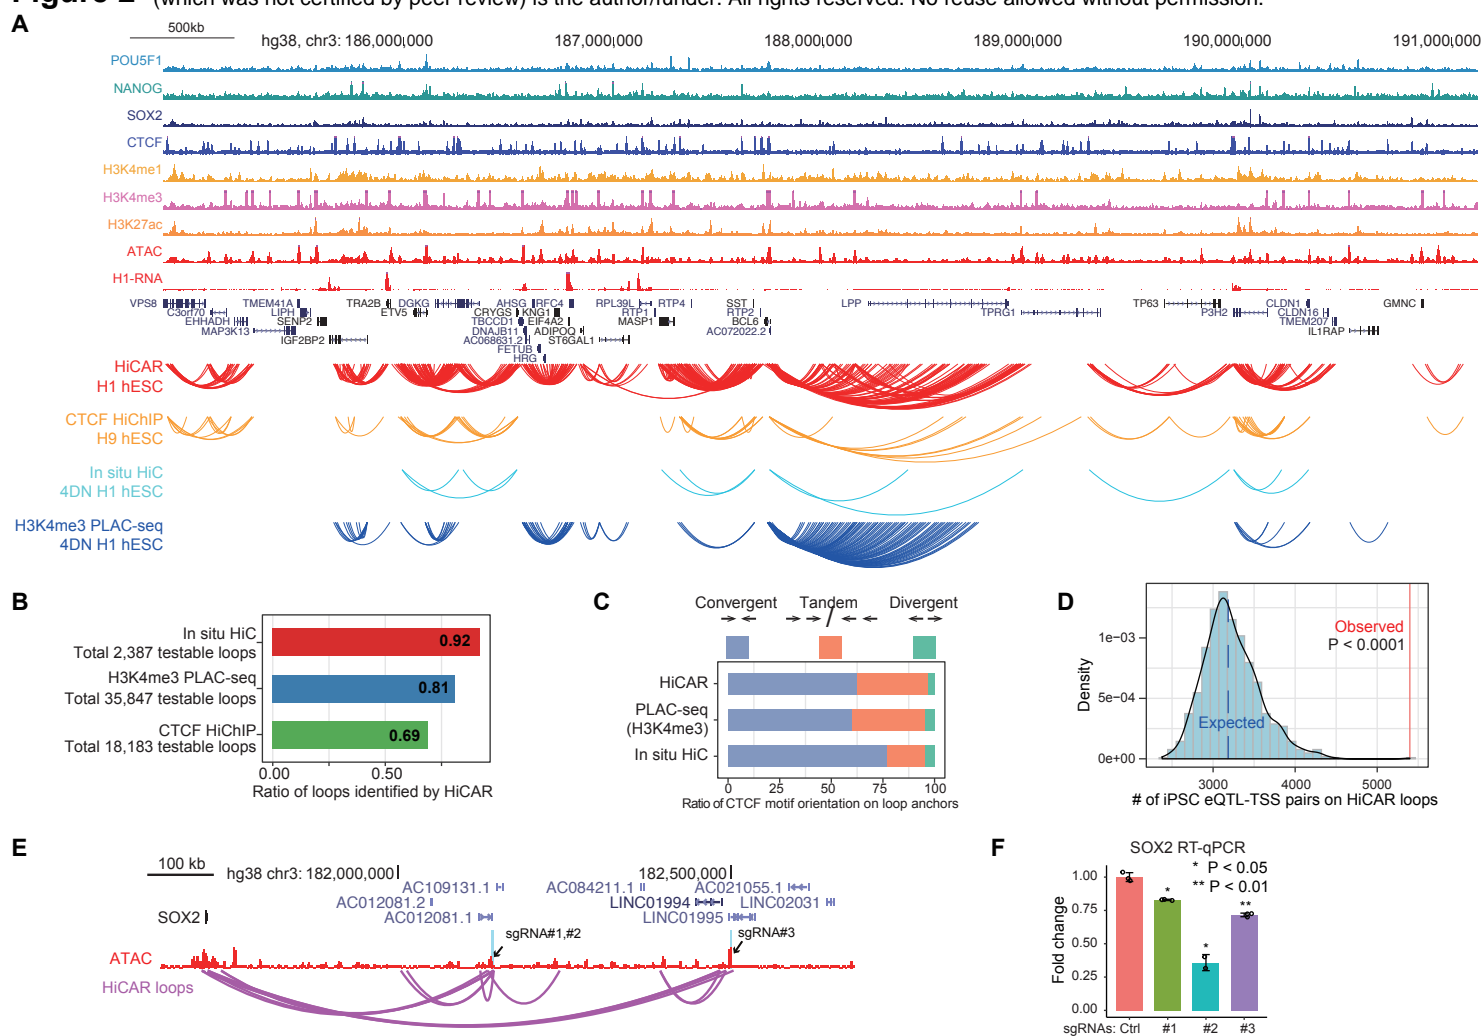 Figure 2 (which was not certified by peer review) is the author/funder. All rights reserved. No reuse allowed without permission.
A
500kb
hg38, chr3: 186,000,000 187,000,000 188,000,000 189,000,000 190,000,000 191,000,000
POU5F1
NANOG
SOX2
CTCF
H3K4me1
H3K4me3
H3K27ac
ATAC
H1-RNA
VPS8 TMEM41A TRA2B DGKG AHSG RFC4 RPL39L RTP4 SST LPP TP63 CLDN1 GMNC
C3orf70 LIPH ETV5 CRYGS KNG1 RTP1 RTP2 TPRG1 P3H2 CLDN16
EHHADH SENP2 TBCCD1 EIF4A2 MASP1 BCL6 TMEM207
MAP3K13 DNAJB11 ADIPOQ AC072022.2 IL1RAP
IGF2BP2 AC068631.2 ST6GAL1
FETUB
HRG
HiCAR
H1 hESC
CTCF HiChIP
H9 hESC
In situ HiC
4DN H1 hESC
H3K4me3 PLAC-seq
4DN H1 hESC
B
In situ HiC
Total 2,387 testable loops
0.92
H3K4me3 PLAC-seq
Total 35,847 testable loops
0.81
CTCF HiChIP
Total 18,183 testable loops
0.69
0.00 0.50
Ratio of loops identified by HiCAR
C
Convergent Tandem Divergent
/
HiCAR
PLAC-seq
(H3K4me3)
In situ HiC
0 25 50 75 100
Ratio of CTCF motif orientation on loop anchors
D
Density
1e-03
5e-04
0e+00
Observed
P < 0.0001
Expected
3000 4000 5000
# of iPSC eQTL-TSS pairs on HiCAR loops
E
100 kb
hg38 chr3: 182,000,000 182,500,000
AC109131.1 AC084211.1 AC021055.1
AC012081.2 LINC01994 LINC02031
SOX2 AC012081.1 LINC01995
sgRNA#1,#2 sgRNA#3
ATAC
HiCAR loops
F
SOX2 RT-qPCR
* P < 0.05
** P < 0.01
Fold change
1.00
0.75
0.50
0.25
0.00
* * **
sgRNAs: Ctrl #1 #2 #3